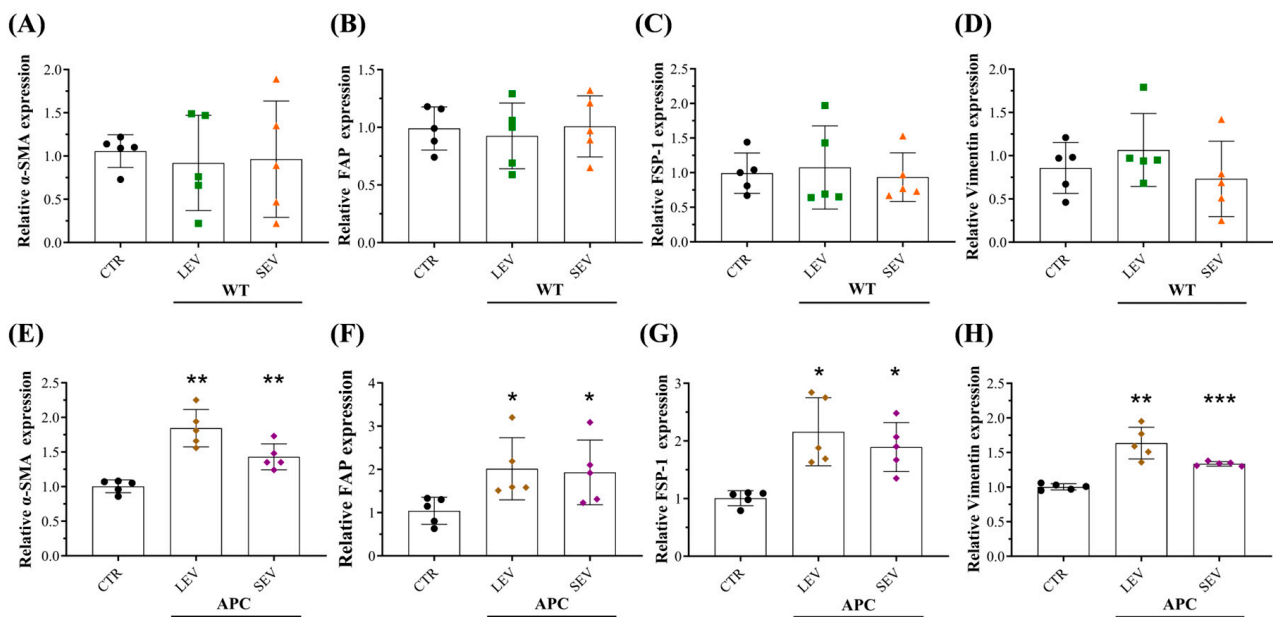 (A)
Relative α-SMA expression
2.0
1.5
1.0
0.5
0.0
CTR
LEV
SEV
WT
(B)
Relative FAP expression
1.5
1.0
0.5
0.0
CTR
LEV
SEV
WT
(C)
Relative FSP-1 expression
2.5
2.0
1.5
1.0
0.5
0.0
CTR
LEV
SEV
WT
(D)
Relative Vimentin expression
2.0
1.5
1.0
0.5
0.0
CTR
LEV
SEV
WT
(E)
Relative α-SMA expression
2.5
2.0
1.5
1.0
0.5
0.0
**
**
CTR
LEV
SEV
APC
(F)
Relative FAP expression
4
3
2
1
0
*
*
CTR
LEV
SEV
APC
(G)
Relative FSP-1 expression
3
2
1
0
*
*
CTR
LEV
SEV
APC
(H)
Relative Vimentin expression
2.5
2.0
1.5
1.0
0.5
0.0
**
***
CTR
LEV
SEV
APC